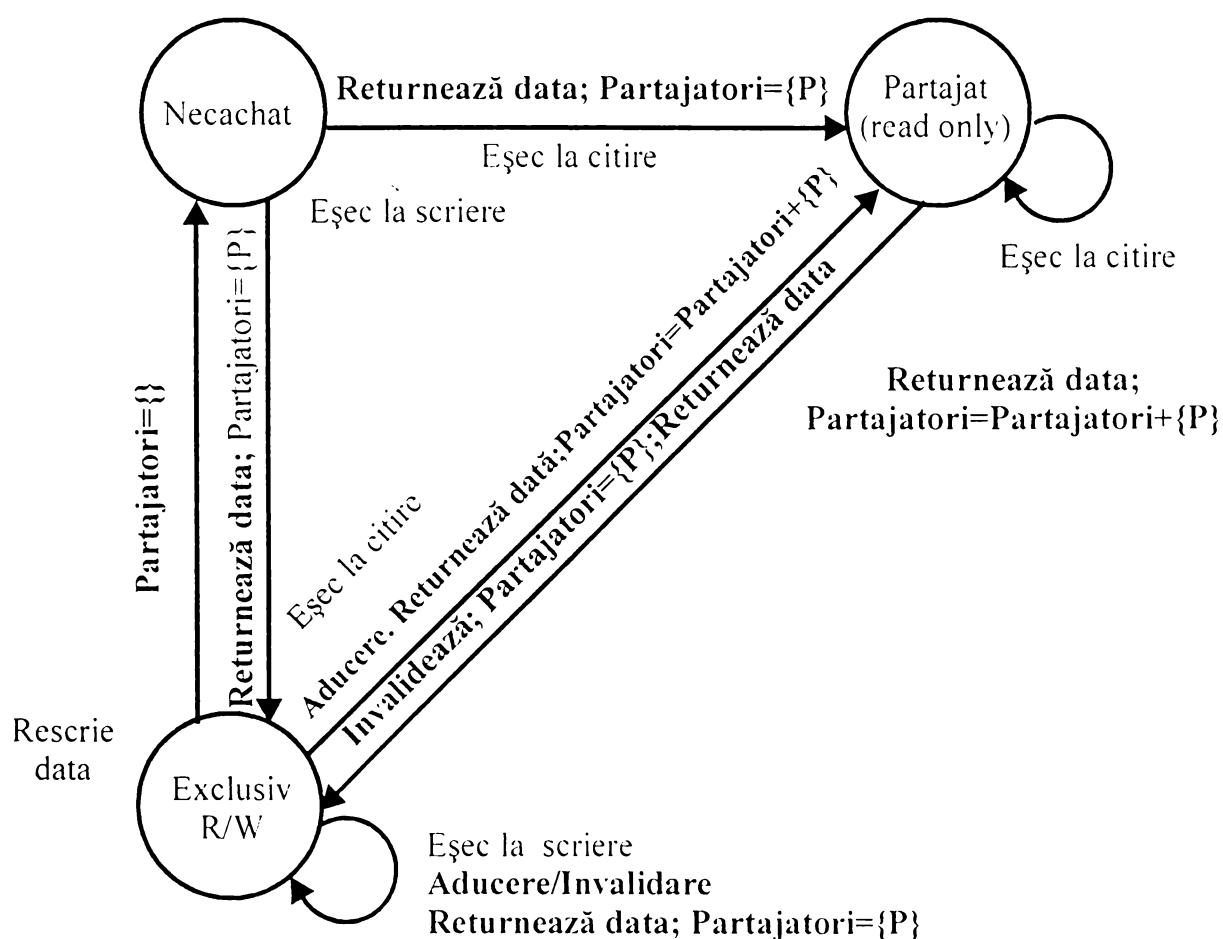 Necachat
Returnează data; Partajatori={P}
Eşec la citire
Partajat
(read only)
Eşec la citire
Returnează data;
Partajatori=Partajatori+{P}
Eşec la scriere
Partajatori={}
Returnează data; Partajatori={P}
Eşec la citire
Aducere. Returnează dată;Partajatori=Partajatori+{P}
Invalidează; Partajatori={P};Returnează data
Rescrie
data
Exclusiv
R/W
Eşec la scriere
Aducere/Invalidare
Returnează data; Partajatori={P}